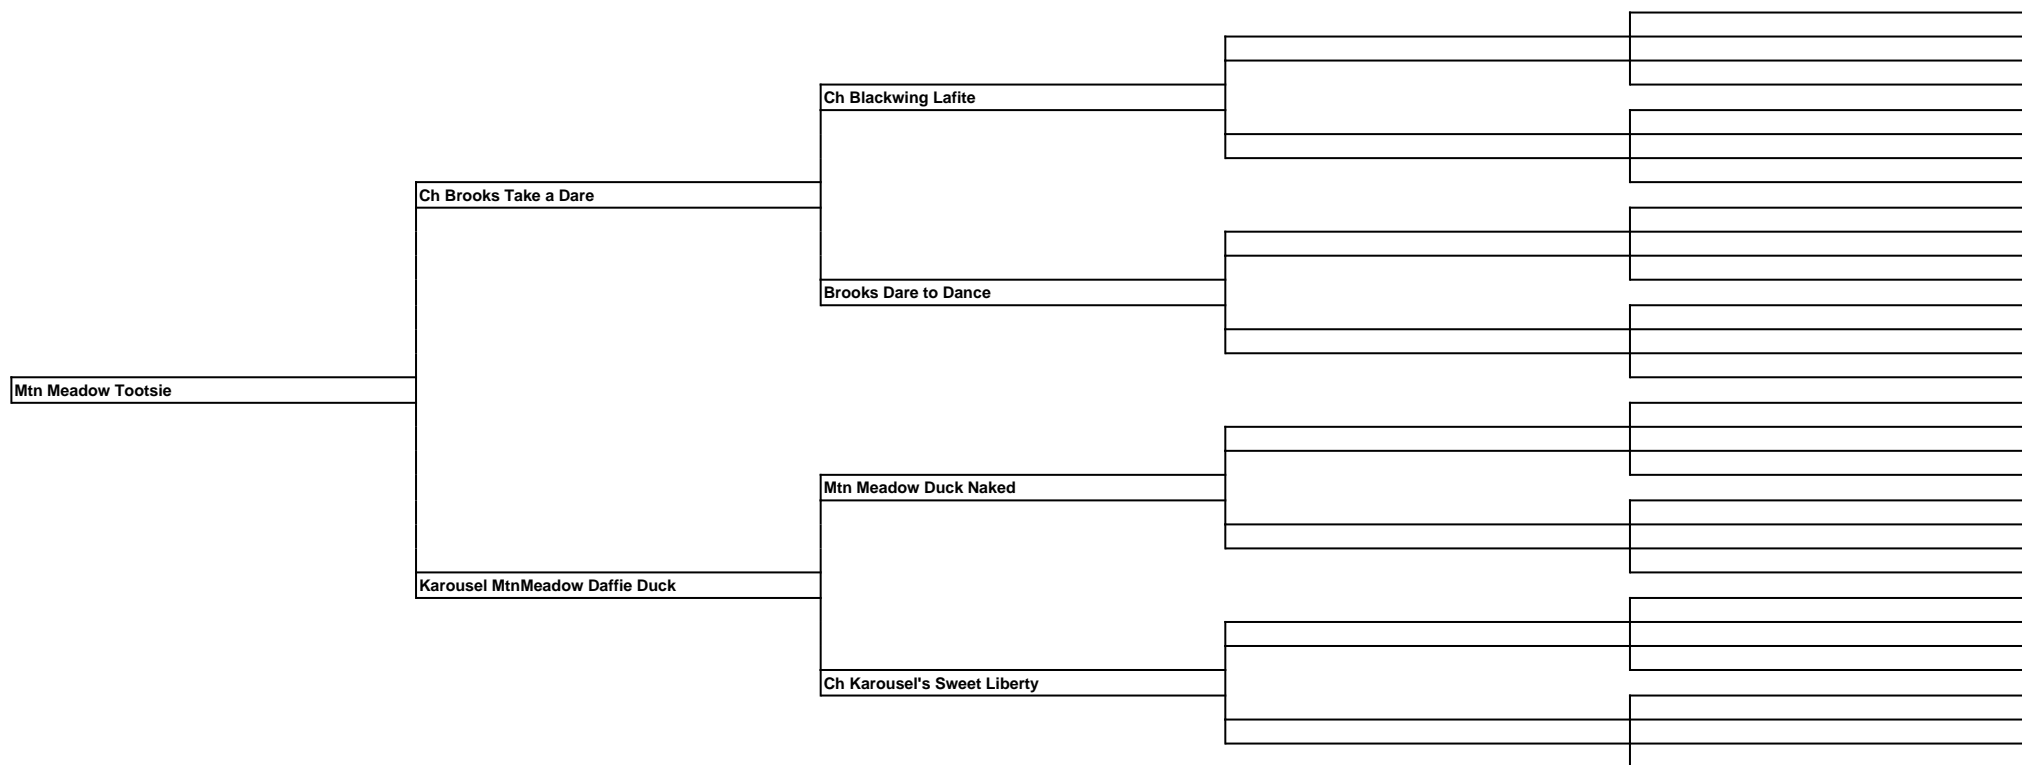 Ch Blackwing Lafite
Ch Brooks Take a Dare
Brooks Dare to Dance
Mtn Meadow Tootsie
Mtn Meadow Duck Naked
Karousel MtnMeadow Daffie Duck
Ch Karousel's Sweet Liberty